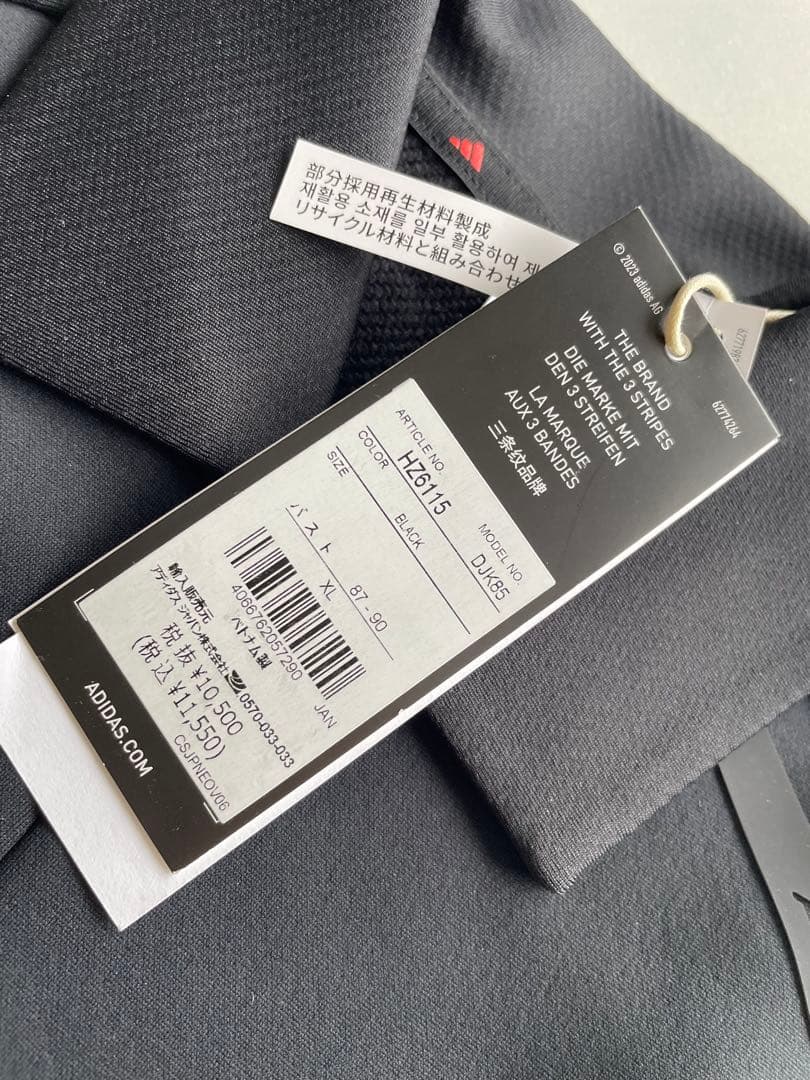 部分採用再生材料製成
재활용 소재를 일부 활용하여 제
リサイクル材料と組み合わせ
© 2023 adidas AG
62774264
THE BRAND
WITH THE 3 STRIPES
DIE MARKE MIT
DEN 3 STREIFEN
LA MARQUE
AUX 3 BANDES
三条纹品牌
ARTICLE NO. MODEL NO.
HZ6115 DJK85
COLOR BLACK
SIZE XL
バスト 87-90
4066762057290 JAN
ベトナム製
輸入販売元
アディダス ジャパン株式会社 0570-033-033
税抜 ¥10,500
(税込 ¥11,550)
CSJPNEOV06
ADIDAS.COM